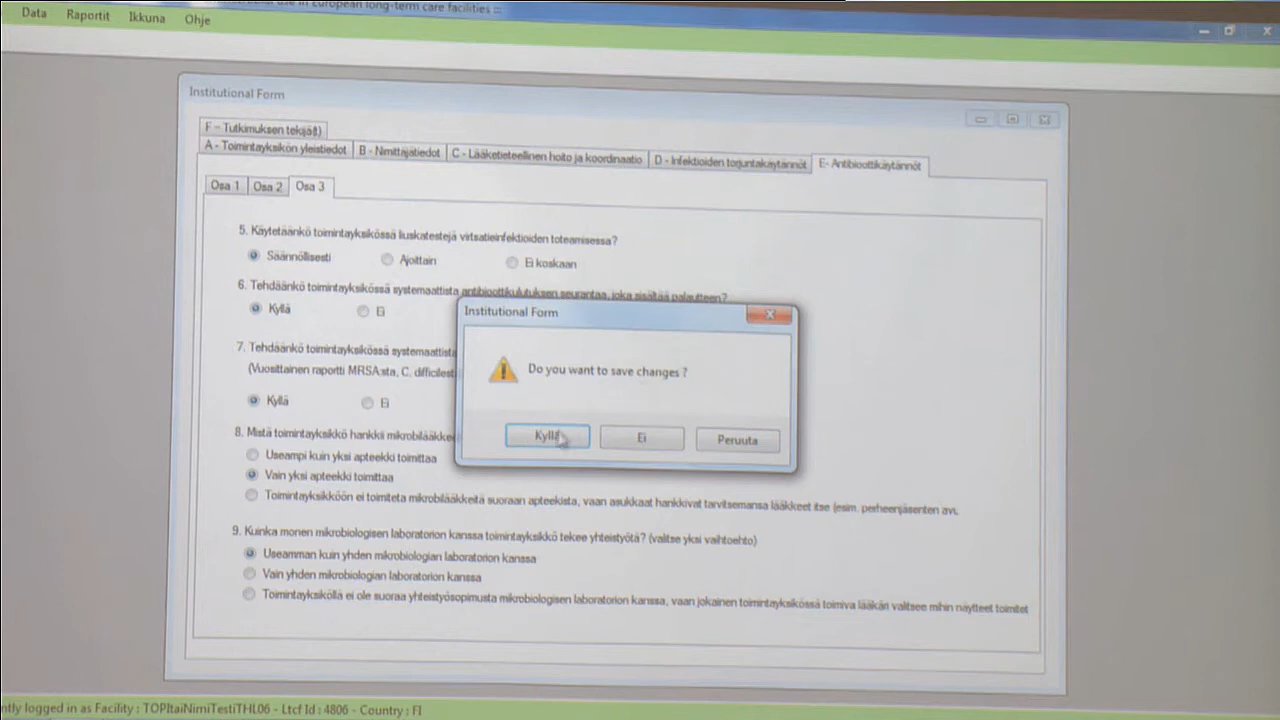 in European long-term care facilities :::
Data Raportit Ikkuna Ohje
Institutional Form
F - Tutkimuksen tekijä(t)
A - Toimintayksikön yleistiedot B - Nimittäjätiedot C - Lääketieteellinen hoito ja koordinaatio D - Infektioiden torjuntakäytännöt E- Antibioottikäytännöt
Osa 1 Osa 2 Osa 3
5. Käytetäänkö toimintayksikössä liuskatestejä virtsatieinfektioiden toteamisessa?
Säännöllisesti Ajoittain Ei koskaan
6. Tehdäänkö toimintayksikössä systemaattista antibioottikulutuksen seurantaa, joka sisältää palautteen?
Kyllä Ei
Institutional Form
7. Tehdäänkö toimintayksikössä systemaattista
(Vuosittainen raportti MRSA:sta, C. difficilest
Do you want to save changes ?
Kyllä Ei
Kyllä Ei Peruuta
8. Mistä toimintayksikkö hankkii mikrobilääkkee
Useampi kuin yksi apteekki toimittaa
Vain yksi apteekki toimittaa
Toimintayksikköön ei toimiteta mikrobilääkkeitä suoraan apteekista, vaan asukkaat hankkivat tarvitsemansa lääkkeet itse (esim. perheenjäsenten avu
9. Kuinka monen mikrobiologisen laboratorion kanssa toimintayksikkö tekee yhteistyötä? (valitse yksi vaihtoehto)
Useamman kuin yhden mikrobiologian laboratorion kanssa
Vain yhden mikrobiologian laboratorion kanssa
Toimintayksiköllä ei ole suoraa yhteistyösopimusta mikrobiologisen laboratorion kanssa, vaan jokainen toimintayksikössä toimiva lääkäri valitsee mihin näytteet toimitet
ntly logged in as Facility : TOPItaiNimiTestiTHL06 - Ltcf Id : 4806 - Country : FI